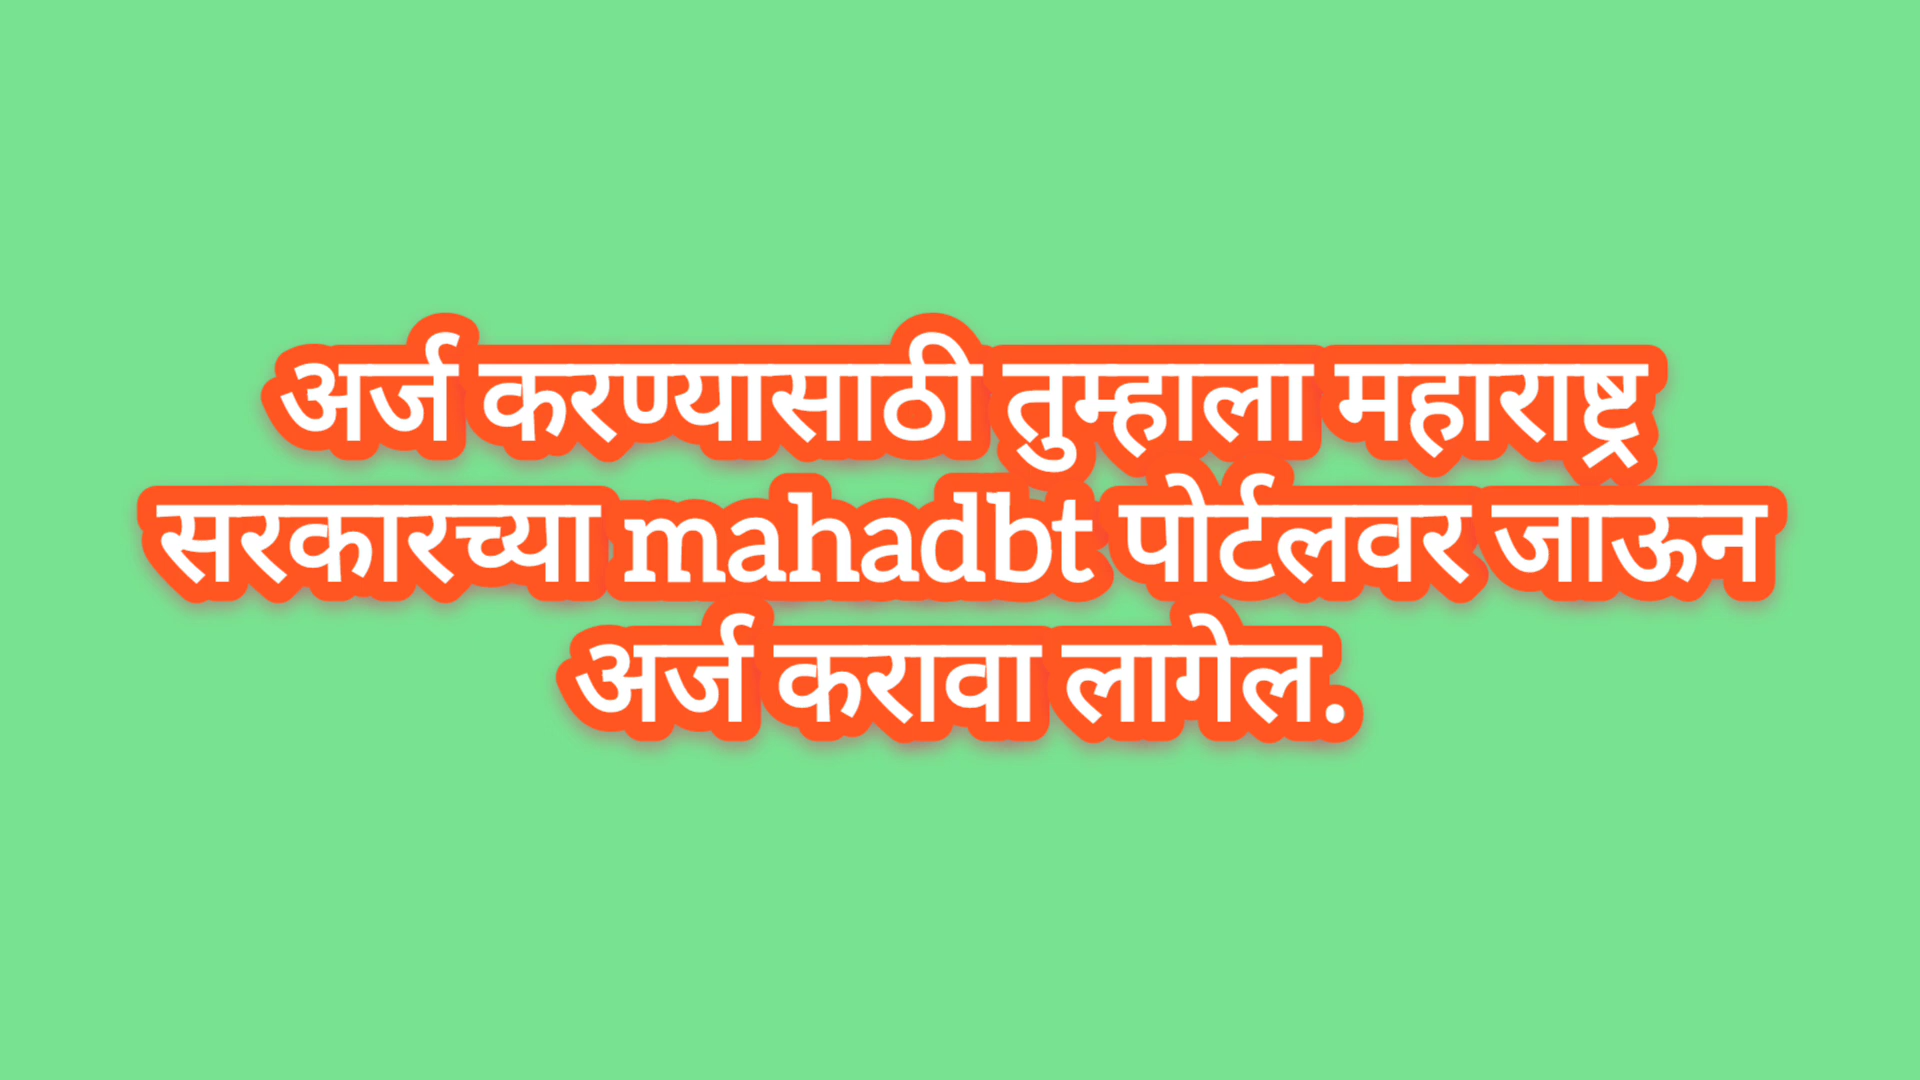 अर्ज करण्यासाठी तुम्हाला महाराष्ट्र
सरकारच्या mahadbt पोर्टलवर जाऊन
अर्ज करावा लागेल.